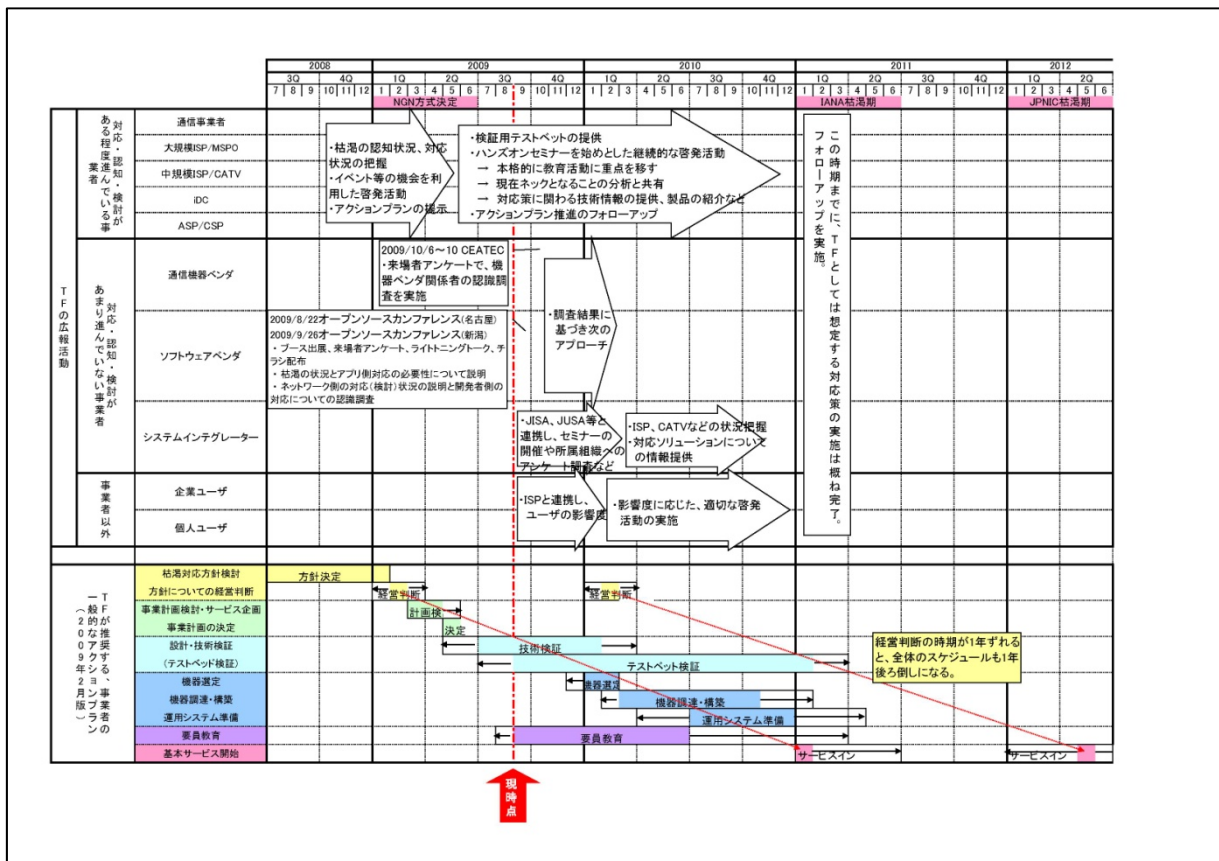 2008 2009 2010 2011 2012
3Q 4Q 1Q 2Q 3Q 4Q 1Q 2Q 3Q 4Q 1Q 2Q 1Q 2Q
7 8 9 10 11 12 1 2 3 4 5 6 7 8 9 10 11 12 1 2 3 4 5 6 7 8 9 10 11 12 1 2 3 4 5 6 1 2 3 4 5 6
NGN方式決定 IANA枯渇期 JPNIC枯渇期
TFの広報活動
対応・認知・検討が
ある程度進んでいる事
業者
通信事業者
大規模ISP/MSPO
中規模ISP/CATV
iDC
ASP/CSP
・枯渇の認知状況、対応
状況の把握
・イベント等の機会を利
用した啓発活動
・アクションプランの掲示
・検証用テストベットの提供
・ハンズオンセミナーを始めとした継続的な啓発活動
→ 本格的に教育活動に重点を移す
→ 現在ネックとなることの分析と共有
→ 対応策に関わる技術情報の提供、製品の紹介など
・アクションプラン推進のフォローアップ
この時期までに、TFとしては想定する対応策の実施は概ね完了。
フォローアップを実施。
対応・認知・検討が
あまり進んでいない事業者
通信機器ベンダ
ソフトウェアベンダ
システムインテグレーター
2009/10/6～10 CEATEC
・来場者アンケートで、機
器ベンダ関係者の認識調
査を実施
2009/8/22オープンソースカンファレンス(名古屋)
2009/9/26オープンソースカンファレンス(新潟)
・ブース出展、来場者アンケート、ライトニングトーク、チ
ラシ配布
・枯渇の状況とアプリ側対応の必要性について説明
・ネットワーク側の対応(検討)状況の説明と開発者側の
対応についての認識調査
・調査結果に
基づき次の
アプローチ
・JISA、JUSA等と
連携し、セミナーの
開催や所属組織への
アンケート調査など
・ISP、CATVなどの状況把握
・対応ソリューションについて
の情報提供
事業者以外
企業ユーザ
個人ユーザ
・ISPと連携し、
ユーザの影響度
・影響度に応じた、適切な啓発
活動の実施
TFが推奨する、事業者の
一般的なアクションプラン
(2009年2月版)
枯渇対応方針検討
方針決定
方針についての経営判断
経営判断
経営判断
事業計画検討・サービス企画
計画検
事業計画の決定
決定
設計・技術検証
技術検証
(テストベッド検証)
テストベット検証
機器選定
機器選定
機器調達・構築
機器調達・構築
運用システム準備
運用システム準備
要員教育
要員教育
基本サービス開始
サービスイン
サービスイン
経営判断の時期が1年ずれる
と、全体のスケジュールも1年
後ろ倒しになる。
現時点